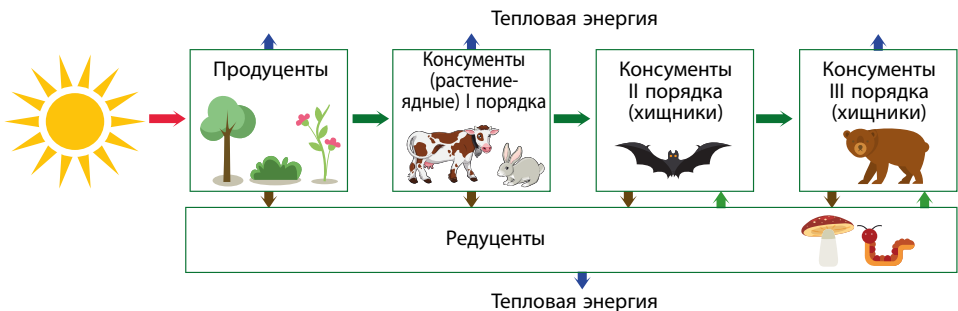 Тепловая энергия
Продуценты
Консументы
(растение-
ядные) I порядка
Консументы
II порядка
(хищники)
Консументы
III порядка
(хищники)
Редуценты
Тепловая энергия